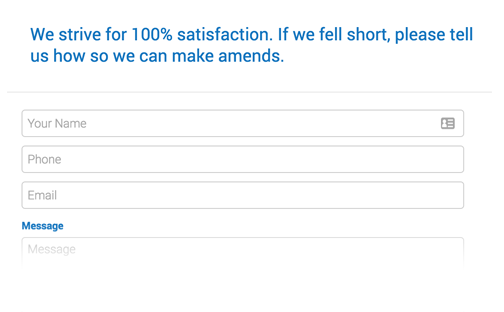 We strive for 100% satisfaction. If we fell short, please tell
us how so we can make amends.
Your Name
Phone
Email
Message
Message